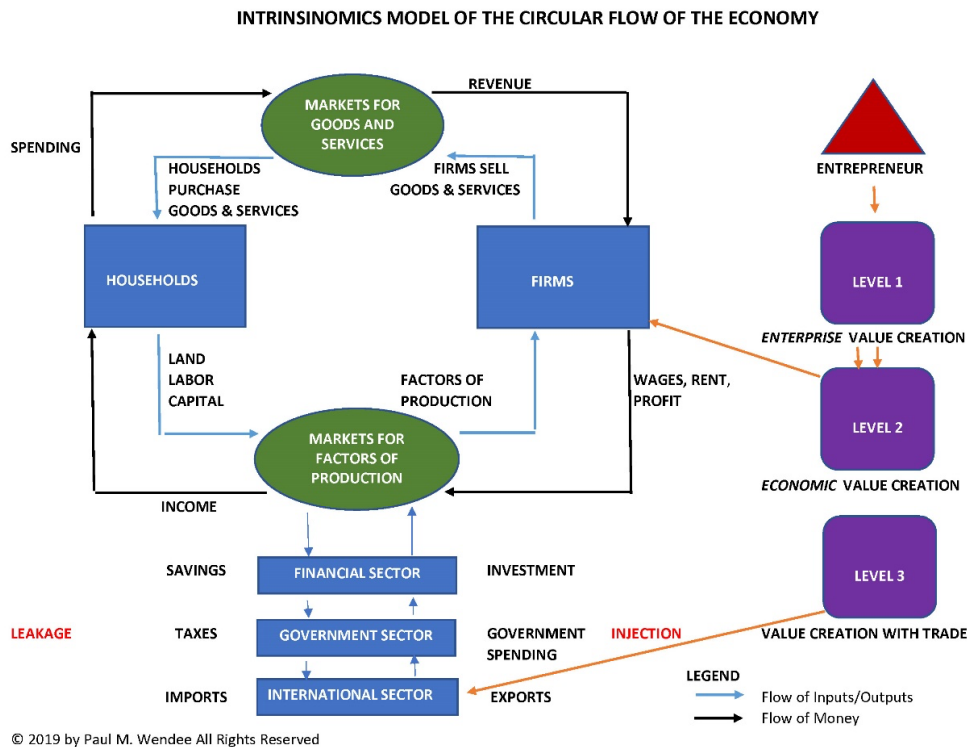 INTRINSINOMICS MODEL OF THE CIRCULAR FLOW OF THE ECONOMY
REVENUE
MARKETS FOR
GOODS AND
SERVICES
SPENDING
HOUSEHOLDS
PURCHASE
GOODS & SERVICES
FIRMS SELL
GOODS & SERVICES
ENTREPRENEUR
HOUSEHOLDS
FIRMS
LEVEL 1
ENTERPRISE VALUE CREATION
LAND
LABOR
CAPITAL
FACTORS OF
PRODUCTION
WAGES, RENT,
PROFIT
LEVEL 2
MARKETS FOR
FACTORS OF
PRODUCTION
ECONOMIC VALUE CREATION
INCOME
SAVINGS
FINANCIAL SECTOR
INVESTMENT
LEVEL 3
LEAKAGE
TAXES
GOVERNMENT SECTOR
GOVERNMENT
SPENDING
INJECTION
VALUE CREATION WITH TRADE
IMPORTS
INTERNATIONAL SECTOR
EXPORTS
LEGEND
Flow of Inputs/Outputs
Flow of Money
© 2019 by Paul M. Wendee All Rights Reserved